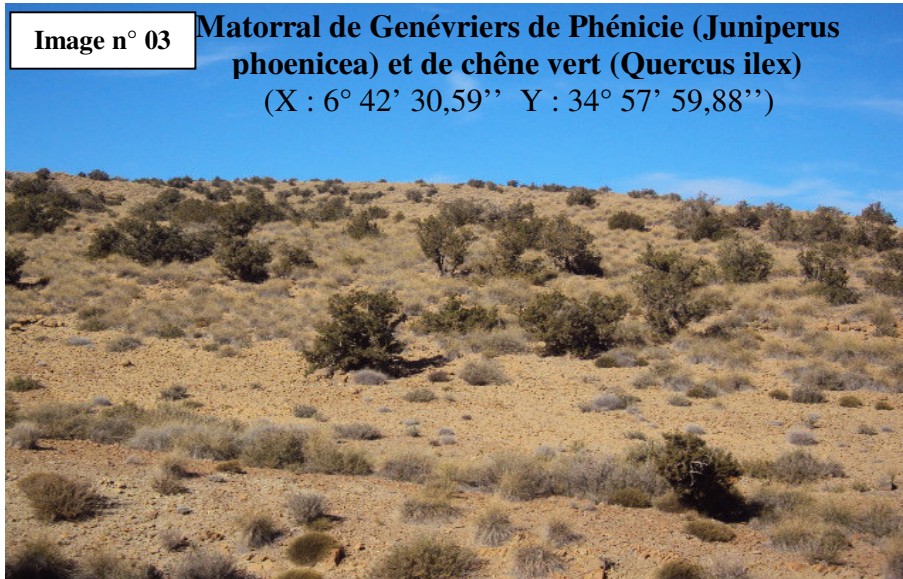 Image n° 03
Matorral de Genévriers de Phénicie (Juniperus
phoenicea) et de chêne vert (Quercus ilex)
(X : 6° 42’ 30,59’’ Y : 34° 57’ 59,88’’)